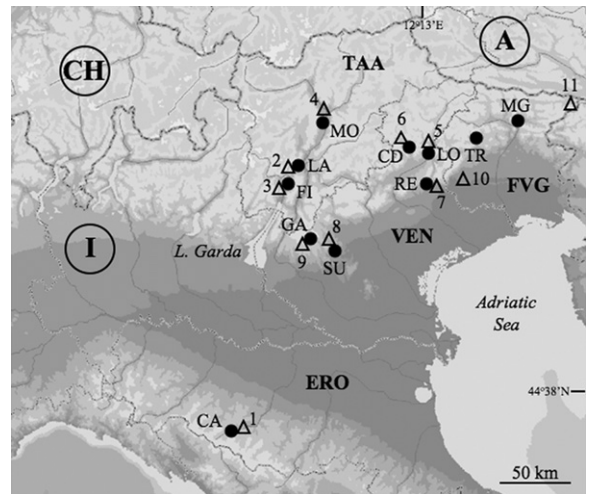 12°13'E
A
CH
TAA
11
4
MG
MO
6
5
CD
LO
TR
2
LA
3
FI
RE
7
10
FVG
GA
8
I
L. Garda
9
SU
VEN
Adriatic
Sea
ERO
44°38'N
CA
1
50 km